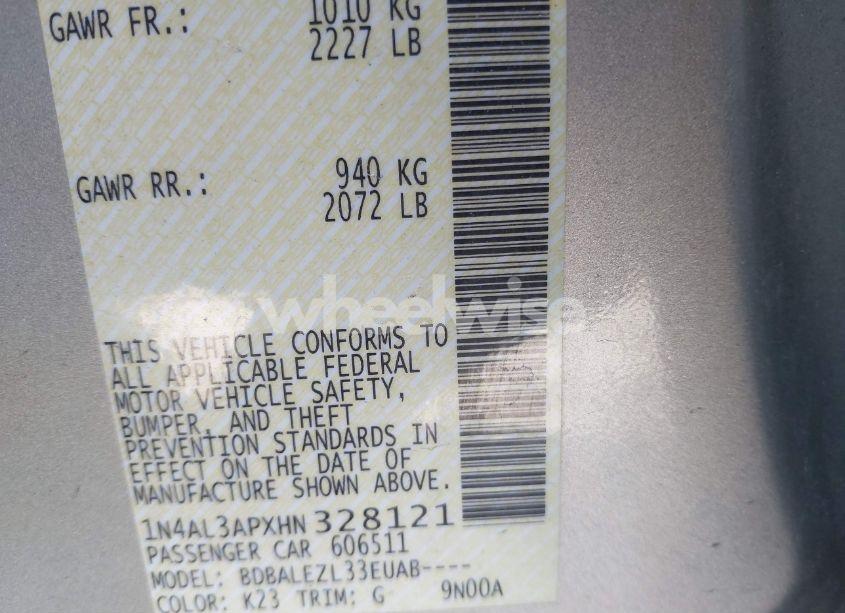 GAWR FR.: 1010 KG
2227 LB
GAWR RR.: 940 KG
2072 LB
wheelwise
THIS VEHICLE CONFORMS TO
ALL APPLICABLE FEDERAL
MOTOR VEHICLE SAFETY,
BUMPER, AND THEFT
PREVENTION STANDARDS IN
EFFECT ON THE DATE OF
MANUFACTURE SHOWN ABOVE.
1N4AL3APXHN328121
PASSENGER CAR 606511
MODEL: BDBALEZL33EUAB----
COLOR: K23 TRIM: G 9N00A